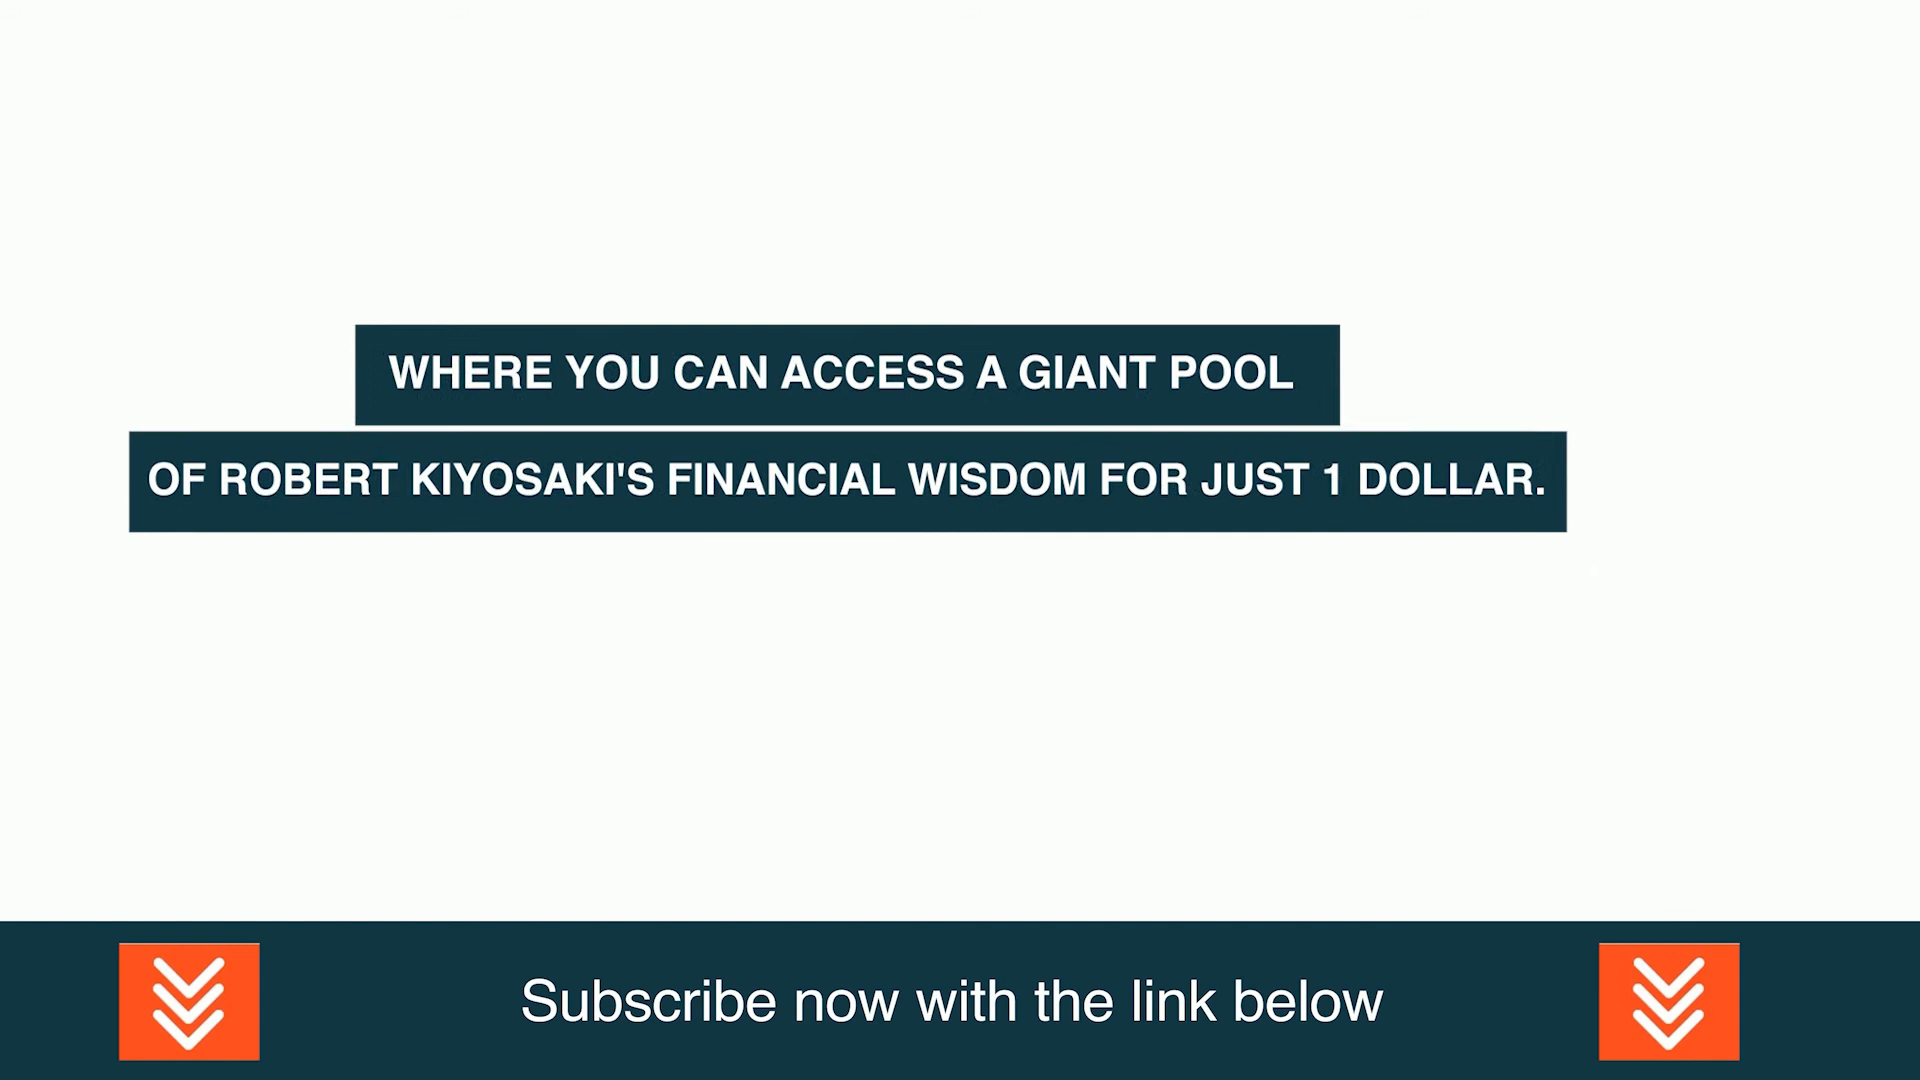 WHERE YOU CAN ACCESS A GIANT POOL
OF ROBERT KIYOSAKI'S FINANCIAL WISDOM FOR JUST 1 DOLLAR.
Subscribe now with the link below